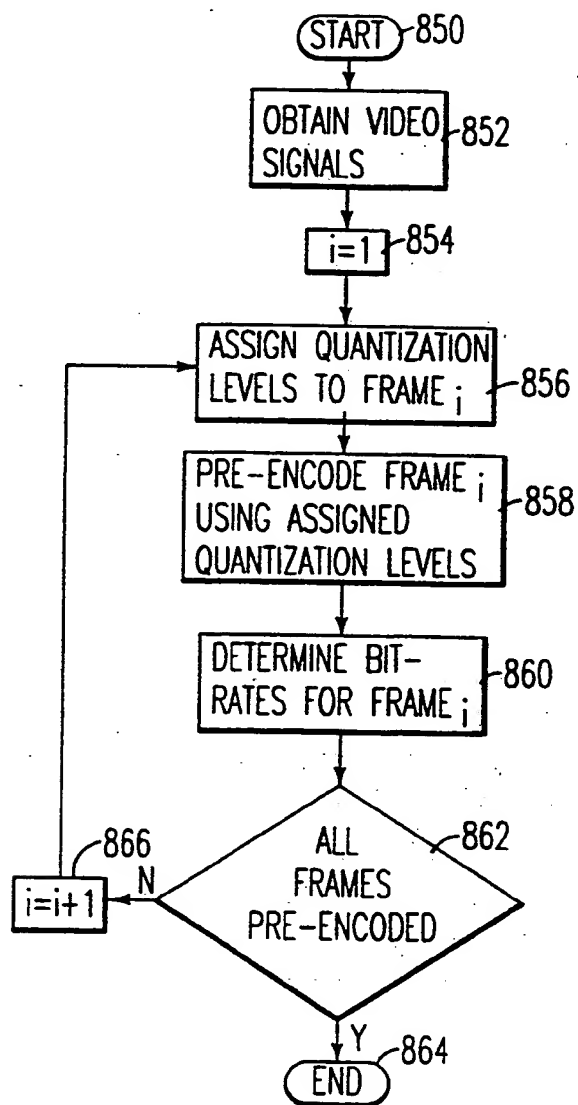 START 850
OBTAIN VIDEO
SIGNALS
852
i=1
854
ASSIGN QUANTIZATION
LEVELS TO FRAME i
856
PRE-ENCODE FRAME i
USING ASSIGNED
QUANTIZATION LEVELS
858
DETERMINE BIT-
RATES FOR FRAME i
860
ALL
FRAMES
PRE-ENCODED
862
N
866
i=i+1
Y
END 864